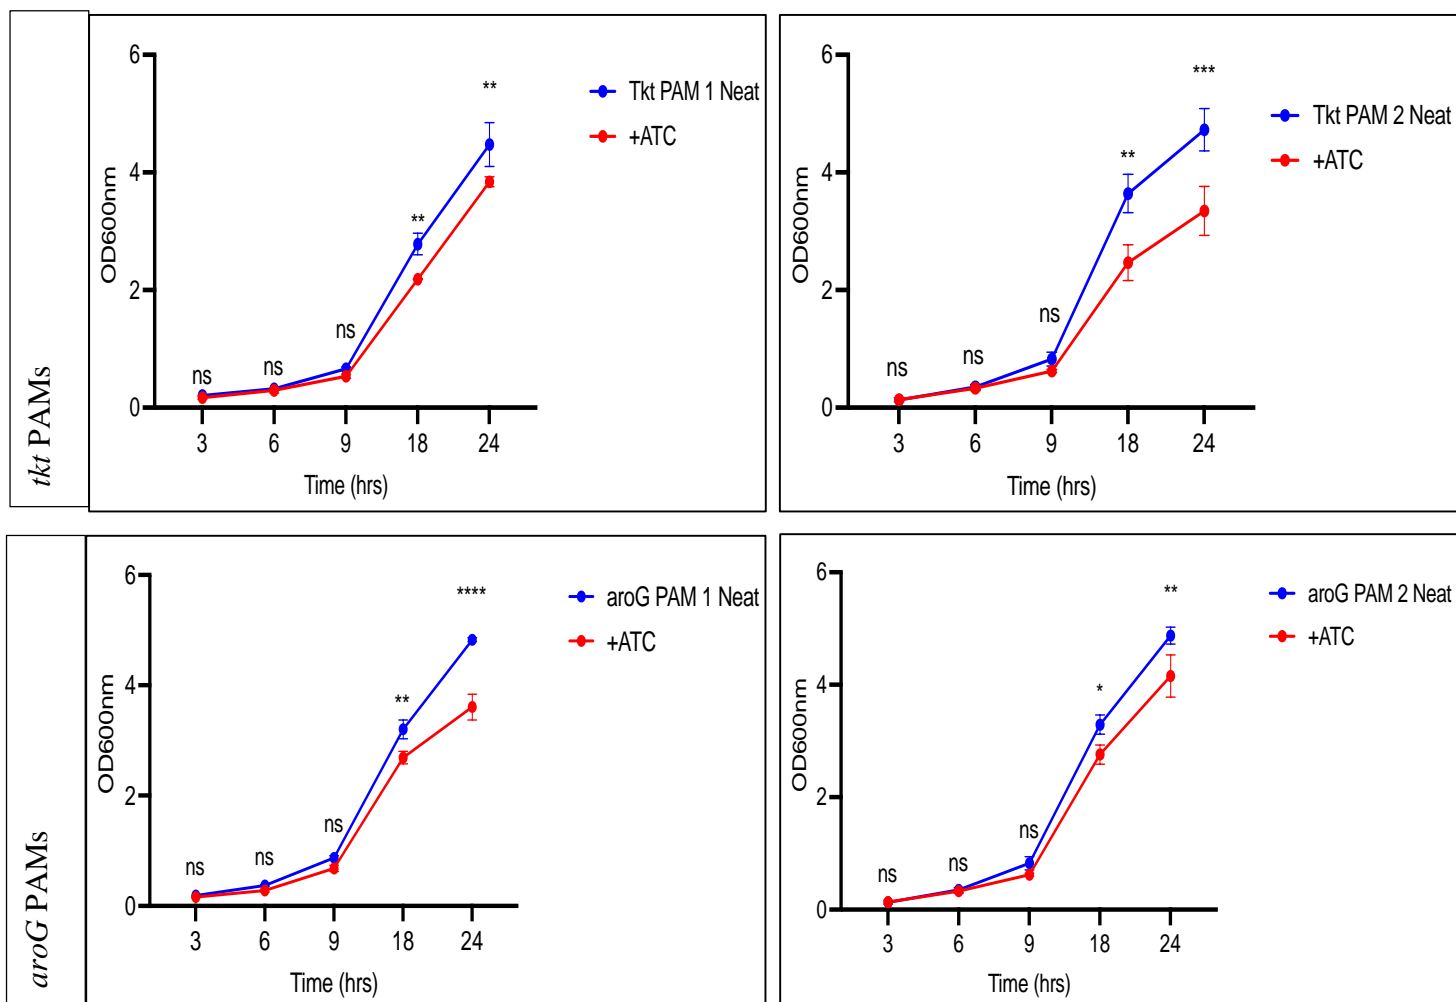 tkt PAMs
6
4
2
0
OD600nm
ns
ns
ns
**
**
3
6
9
18
24
Time (hrs)
Tkt PAM 1 Neat
+ATC
6
4
2
0
OD600nm
ns
ns
ns
**
***
3
6
9
18
24
Time (hrs)
Tkt PAM 2 Neat
+ATC
aroG PAMs
6
4
2
0
OD600nm
ns
ns
ns
**
****
3
6
9
18
24
Time (hrs)
aroG PAM 1 Neat
+ATC
6
4
2
0
OD600nm
ns
ns
ns
*
**
3
6
9
18
24
Time (hrs)
aroG PAM 2 Neat
+ATC